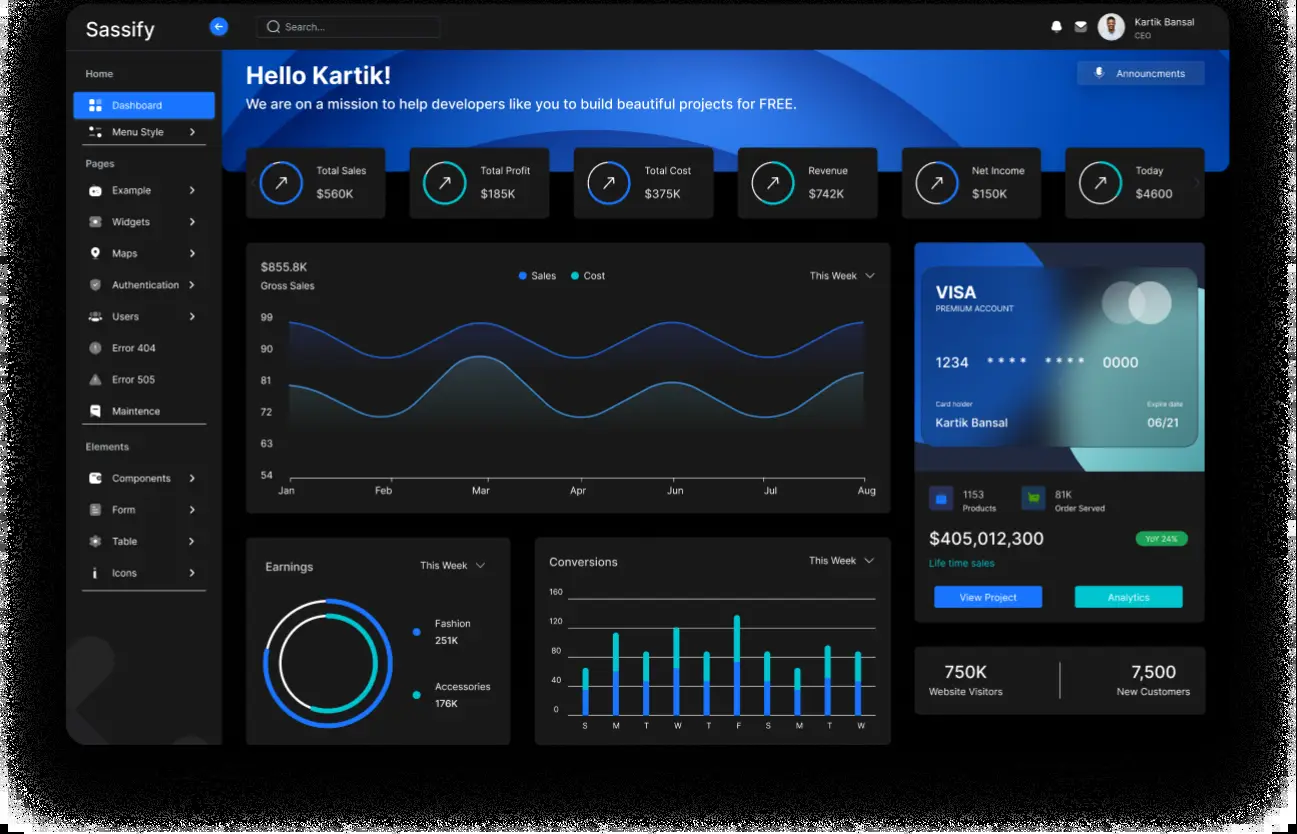 Sassify
Search...
Kartik Bansal
CEO
Home
Dashboard
Menu Style
Pages
Example
Widgets
Maps
Authentication
Users
Error 404
Error 505
Maintence
Elements
Components
Form
Table
Icons
Hello Kartik!
We are on a mission to help developers like you to build beautiful projects for FREE.
Announcments
Total Sales
$560K
Total Profit
$185K
Total Cost
$375K
Revenue
$742K
Net Income
$150K
Today
$4600
$855.8K
Gross Sales
Sales
Cost
This Week
99
90
81
72
63
54
Jan Feb Mar Apr Jun Jul Aug
VISA
PREMIUM ACCOUNT
1234 **** **** 0000
Card holder
Expire date
Kartik Bansal
06/21
1153
Products
81K
Order Served
$405,012,300
YoY 24%
Life time sales
View Project
Analytics
Earnings
This Week
Fashion
251K
Accessories
176K
Conversions
This Week
160
120
80
40
0
S M T W T F S M T W
750K
Website Visitors
7,500
New Customers